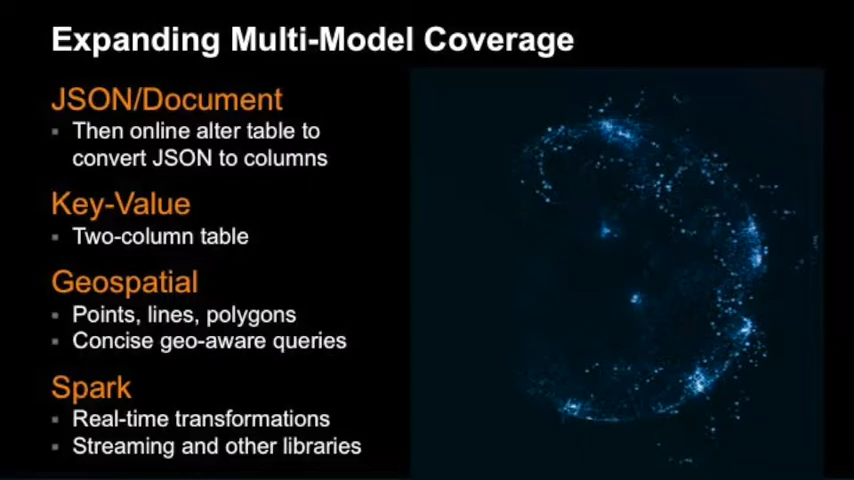 Expanding Multi-Model Coverage
JSON/Document
Then online alter table to
convert JSON to columns
Key-Value
Two-column table
Geospatial
Points, lines, polygons
Concise geo-aware queries
Spark
Real-time transformations
Streaming and other libraries